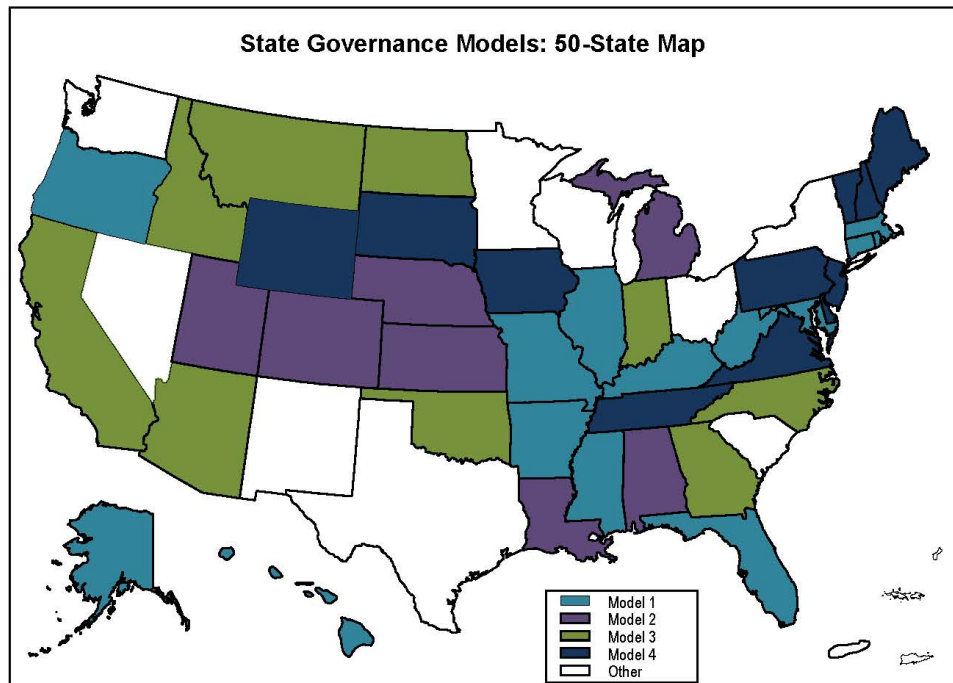 State Governance Models: 50-State Map
Model 1
Model 2
Model 3
Model 4
Other